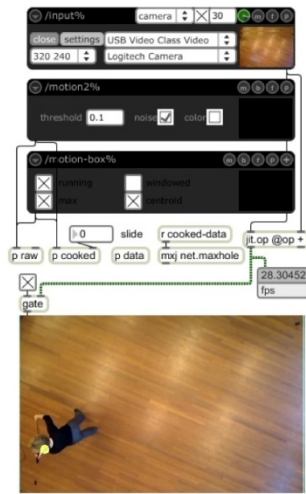 /input% camera 30 m f p
close settings USB Video Class Video
320 240 Logitech Camera
/motion2% m f p
threshold 0.1 noise color
/motion-box% m b p
running windowed
max centroid
0 slide r cooked-data
p raw p cooked p data mxj net.maxhole jit.op @op +
28.30452
fps
gate